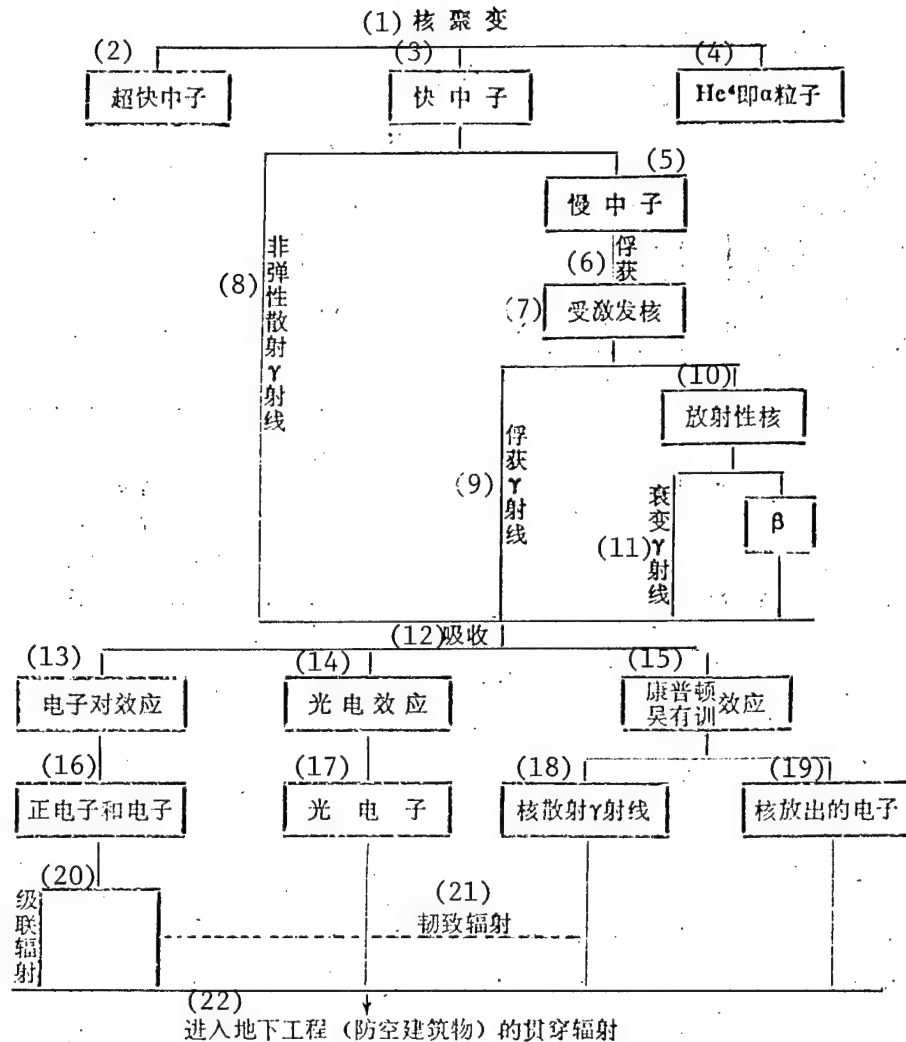 (1) 核聚变
(2) (3) (4)
超快中子 快中子 He⁴即α粒子
(5)
慢中子
(6) 俘获
(7) 受激发核
(8) 非弹性散射γ射线
(9) 俘获γ射线
(10)
放射性核
(11) 衰变γ射线
β
(12) 吸收
(13) (14) (15)
电子对效应 光电效应 康普顿 吴有训 效应
(16) (17) (18) (19)
正电子和电子 光电子 核散射γ射线 核放出的电子
(20)
级联辐射
(21)
韧致辐射
(22)
进入地下工程（防空建筑物）的贯穿辐射